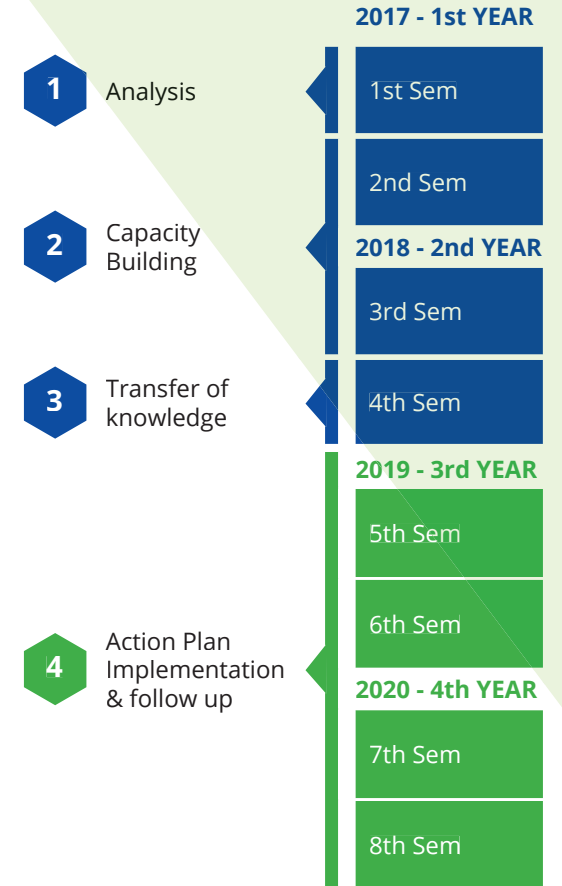 2017 - 1st YEAR
1
Analysis
1st Sem
2nd Sem
2
Capacity
Building
2018 - 2nd YEAR
3rd Sem
3
Transfer of
knowledge
4th Sem
2019 - 3rd YEAR
5th Sem
6th Sem
4
Action Plan
Implementation
& follow up
2020 - 4th YEAR
7th Sem
8th Sem